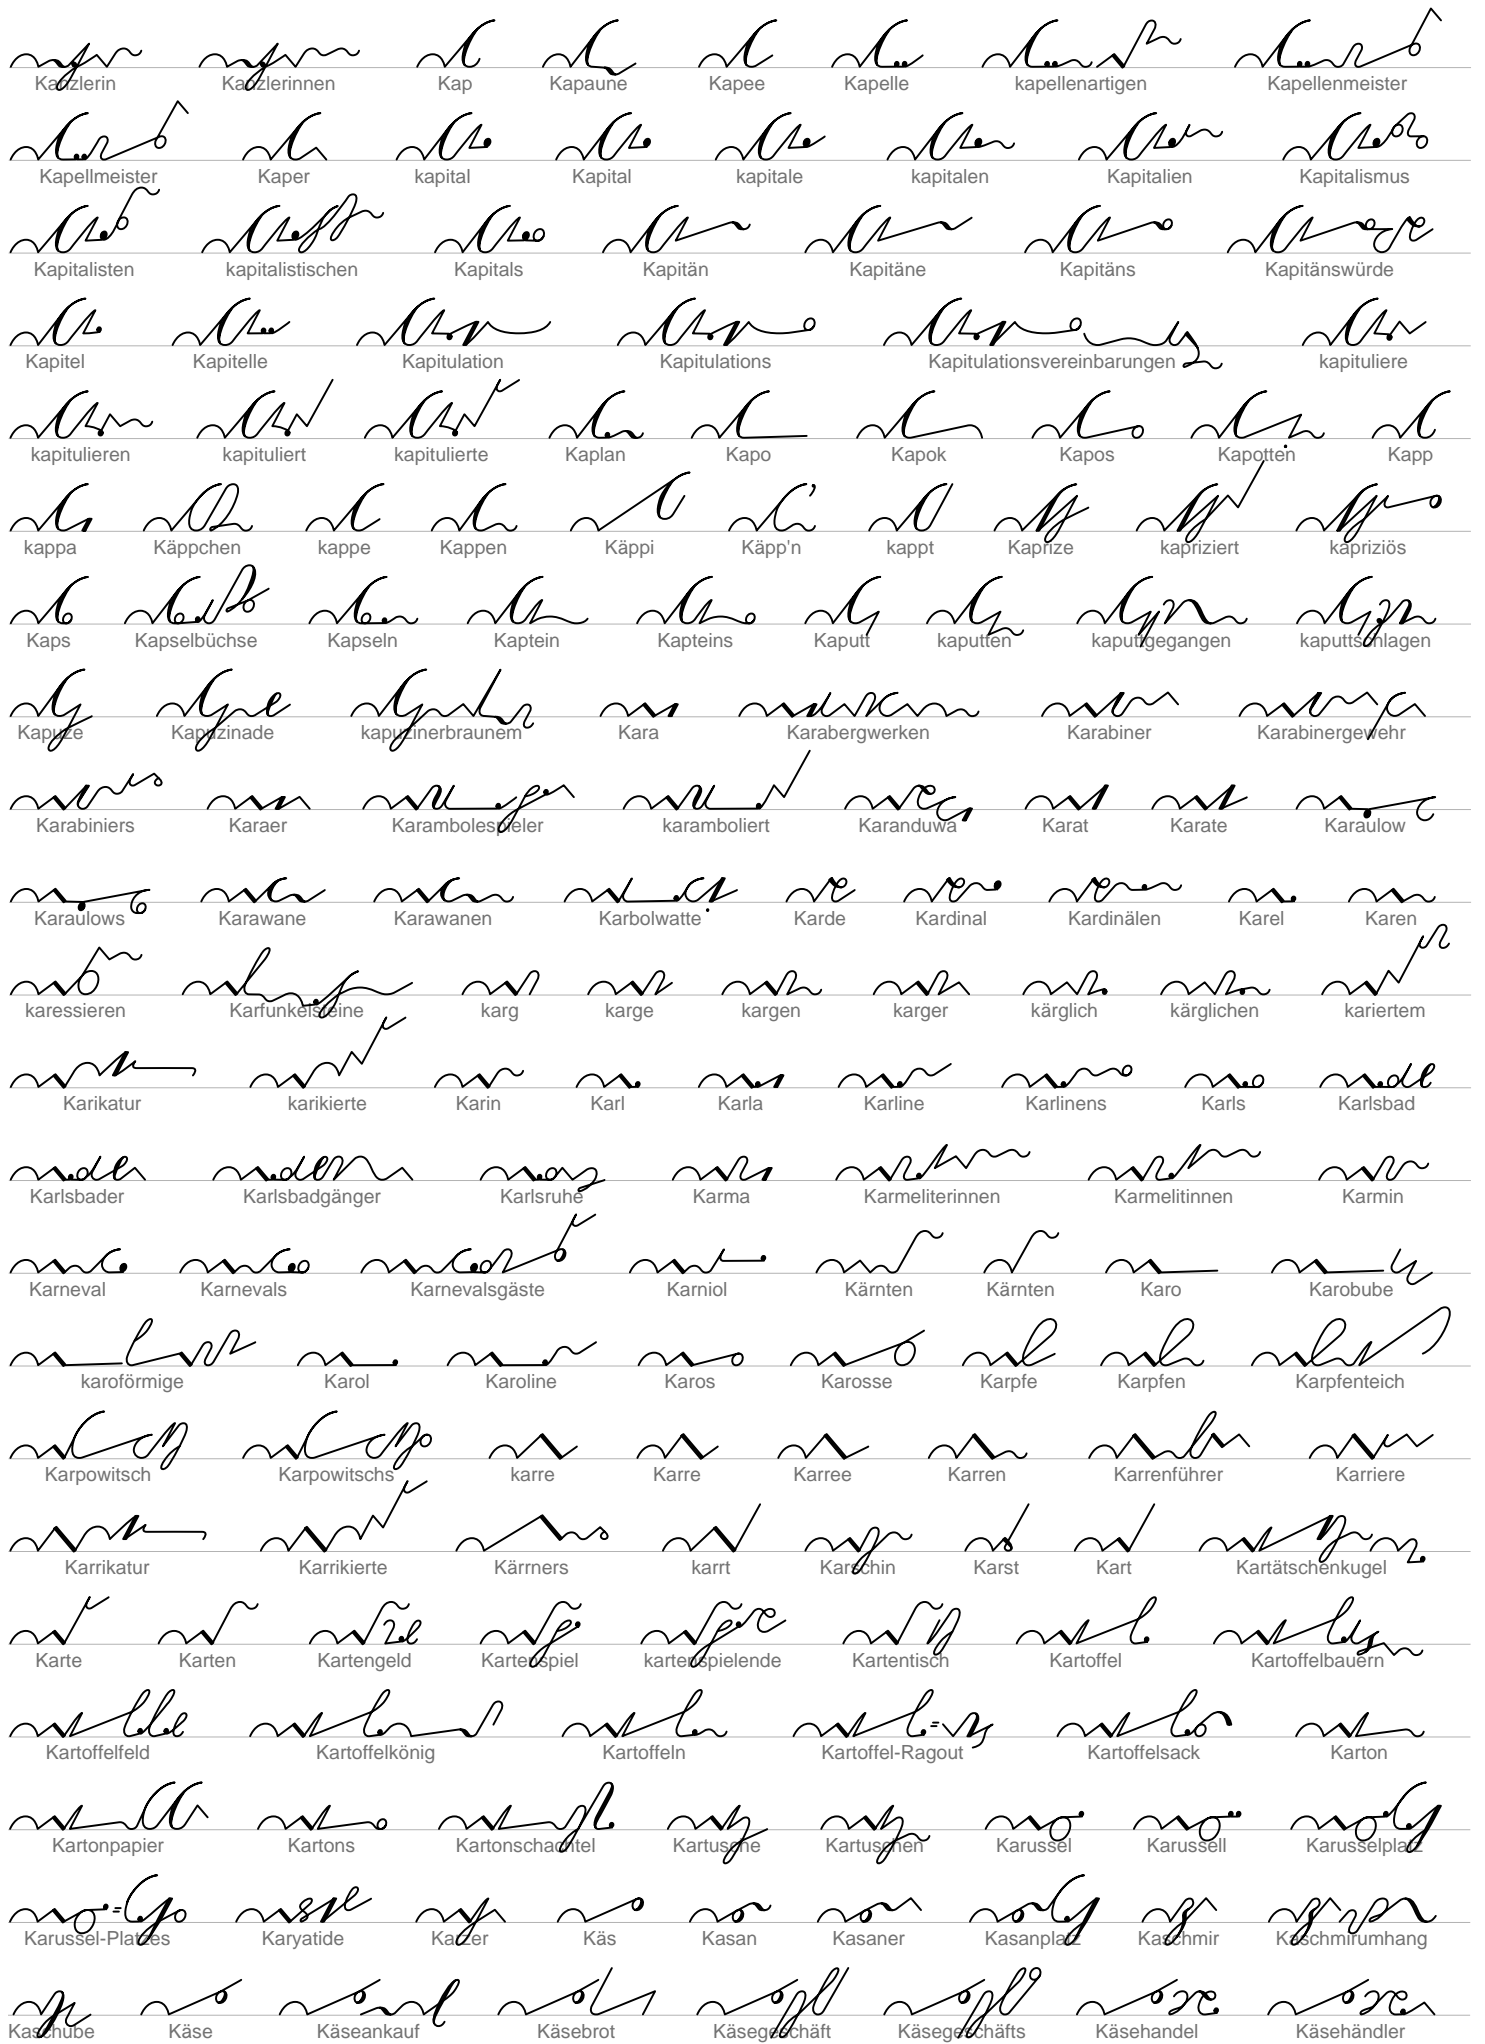 Kanzlerin Kanzlerinnen Kap Kapaune Kapee Kapelle kapellenartigen Kapellenmeister
Kapellmeister Kaper kapital Kapital kapitale kapitalen Kapitalien Kapitalismus
Kapitalisten kapitalistischen Kapitals Kapitän Kapitäne Kapitäns Kapitänswürde
Kapitel Kapitelle Kapitulation Kapitulations Kapitulationsvereinbarungen kapituliere
kapitulieren kapituliert kapitulierte Kaplan Kapo Kapok Kapos Kapotten Kapp
kappa Käppchen kappe Kappen Käppi Käpp'n kappt Kaprize kapriziert kapriziös
Kaps Kapselbüchse Kapseln Kaptein Kapteins Kaputt kaputten kaputtgegangen kaputtschlagen
Kapuze Kapuzinade kapuzinerbraunem Kara Karabergwerken Karabiner Karabinergewehr
Karabiniers Karaer Karambolespieler karamboliert Karanduwa Karat Karate Karaulow
Karaulows Karawane Karawanen Karbolwatte Karde Kardinal Kardinälen Karel Karen
karessieren Karfunkelsteine karg karge kargen karger kärglich kärglichen kariertem
Karikatur karikierte Karin Karl Karla Karline Karlinens Karls Karlsbad
Karlsbader Karlsbadgänger Karlsruhe Karma Karmeliterinnen Karmelitinnen Karmin
Karneval Karnevals Karnevalsgäste Karniol Kärnten Kärnten Karo Karobube
karoförmige Karol Karoline Karos Karosse Karpfe Karpfen Karpfenteich
Karpowitsch Karpowitschs karre Karre Karree Karren Karrenführer Karriere
Karrikatur Karrikierte Kärrners karrt Karschin Karst Kart Kartätschenkugel
Karte Karten Kartengeld Kartenspiel kartenspielende Kartentisch Kartoffel Kartoffelbauern
Kartoffelfeld Kartoffelkönig Kartoffeln Kartoffel-Ragout Kartoffelsack Karton
Kartonpapier Kartons Kartonschachtel Kartusche Kartuschen Karussel Karussell Karusselplatz
Karussel-Platzes Karyatide Karzer Käs Kasan Kasaner Kasanplatz Kaschmir Kaschmirumhang
Kaschube Käse Käseankauf Käsebrot Käsegeschäft Käsegeschäfts Käsehandel Käsehändler